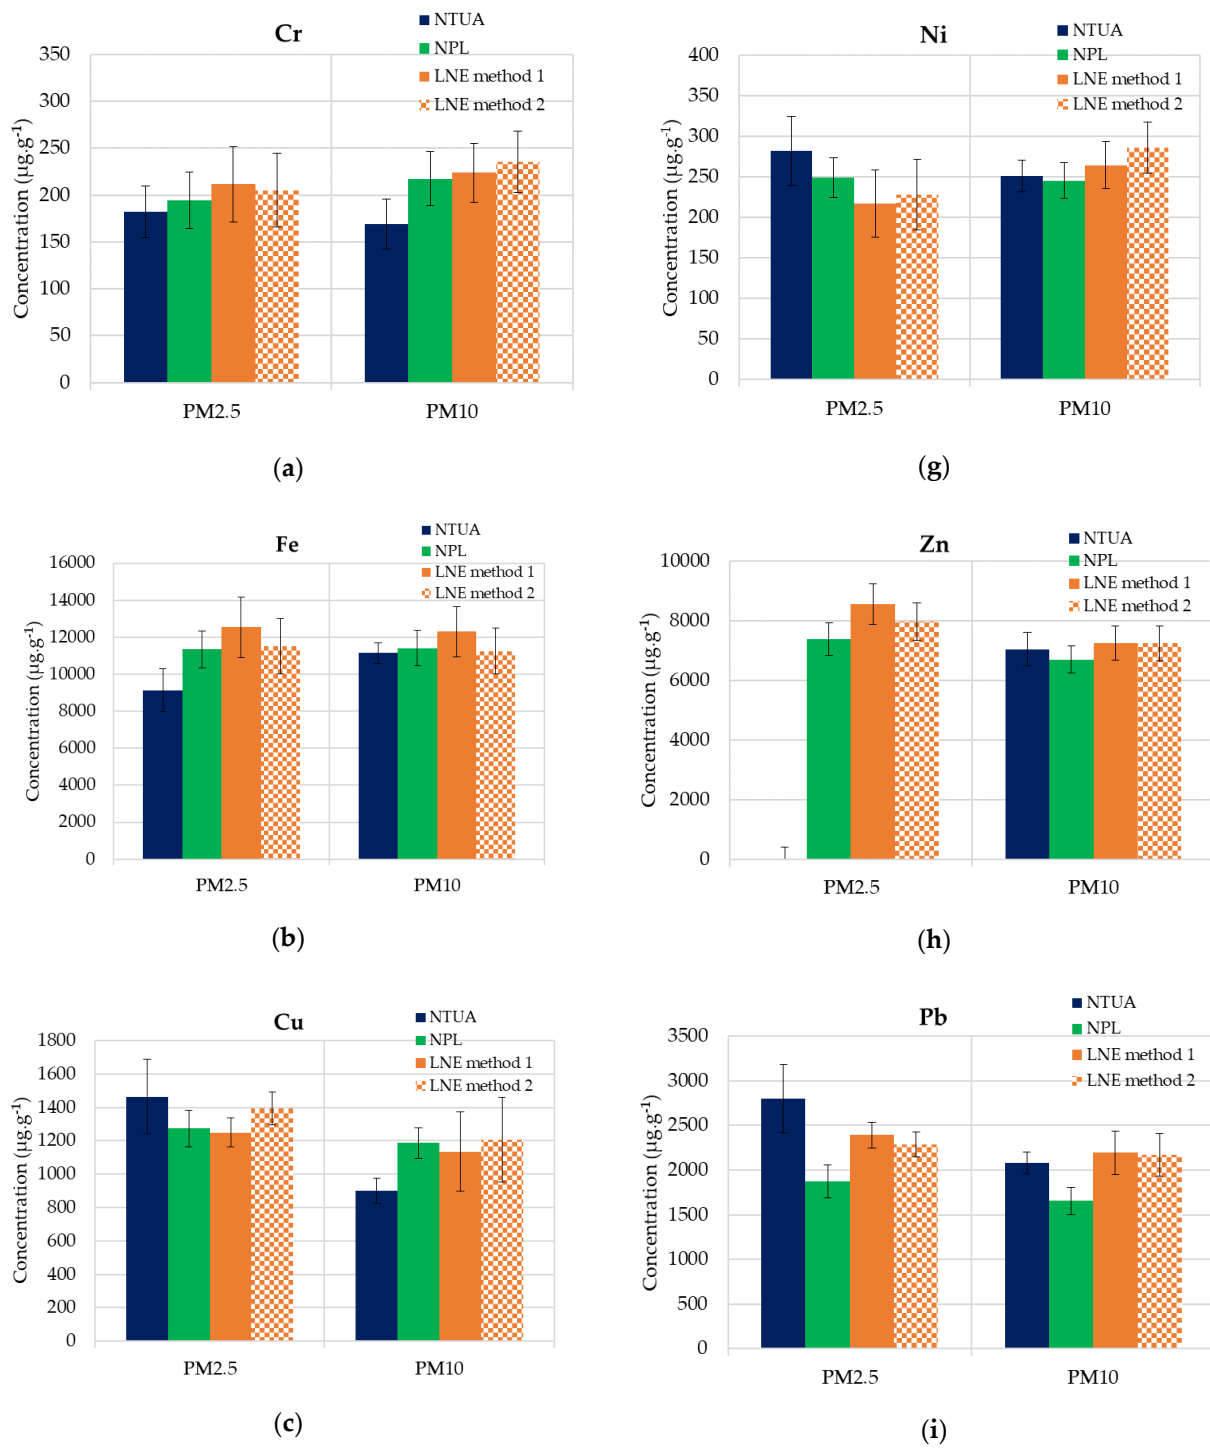 Cr
NTUA
NPL
LNE method 1
LNE method 2
Concentration (µg.g⁻¹)
350
300
250
200
150
100
50
0
PM2.5 PM10
(a)
Ni
NTUA
NPL
LNE method 1
LNE method 2
Concentration (µg.g⁻¹)
400
350
300
250
200
150
100
50
0
PM2.5 PM10
(g)
Fe
NTUA
NPL
LNE method 1
LNE method 2
Concentration (µg.g⁻¹)
16000
14000
12000
10000
8000
6000
4000
2000
0
PM2.5 PM10
(b)
Zn
NTUA
NPL
LNE method 1
LNE method 2
Concentration (µg.g⁻¹)
10000
8000
6000
4000
2000
0
PM2.5 PM10
(h)
Cu
NTUA
NPL
LNE method 1
LNE method 2
Concentration (µg.g⁻¹)
1800
1600
1400
1200
1000
800
600
400
200
0
PM2.5 PM10
(c)
Pb
NTUA
NPL
LNE method 1
LNE method 2
Concentration (µg.g⁻¹)
3500
3000
2500
2000
1500
1000
500
0
PM2.5 PM10
(i)